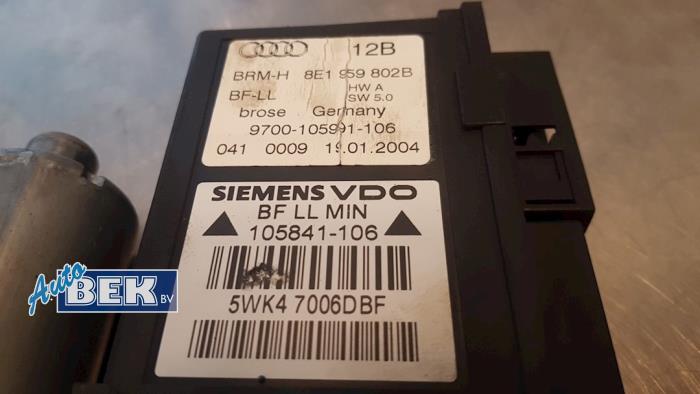 12B
BRM-H 8E1 959 802B
BF-LL HW A
SW 5.0
brose Germany
9700-105991-106
041 0009 19.01.2004
SIEMENS VDO
BF LL MIN
105841-106
5WK4 7006DBF
Auto
BEK BV